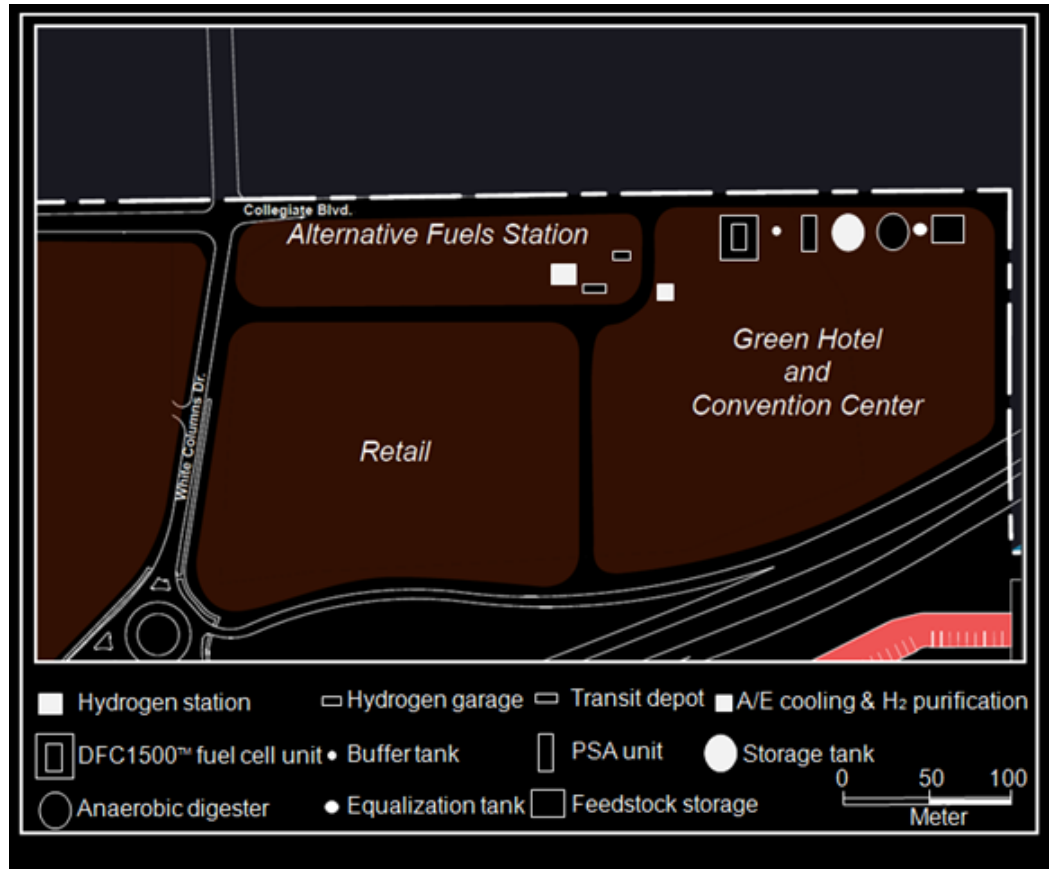 Collegiate Blvd.
Alternative Fuels Station
Green Hotel
and
Convention Center
White Columns Dr.
Retail
Hydrogen station
Hydrogen garage
Transit depot
A/E cooling & H₂ purification
DFC1500™ fuel cell unit
Buffer tank
PSA unit
Storage tank
0 50 100
Meter
Anaerobic digester
Equalization tank
Feedstock storage